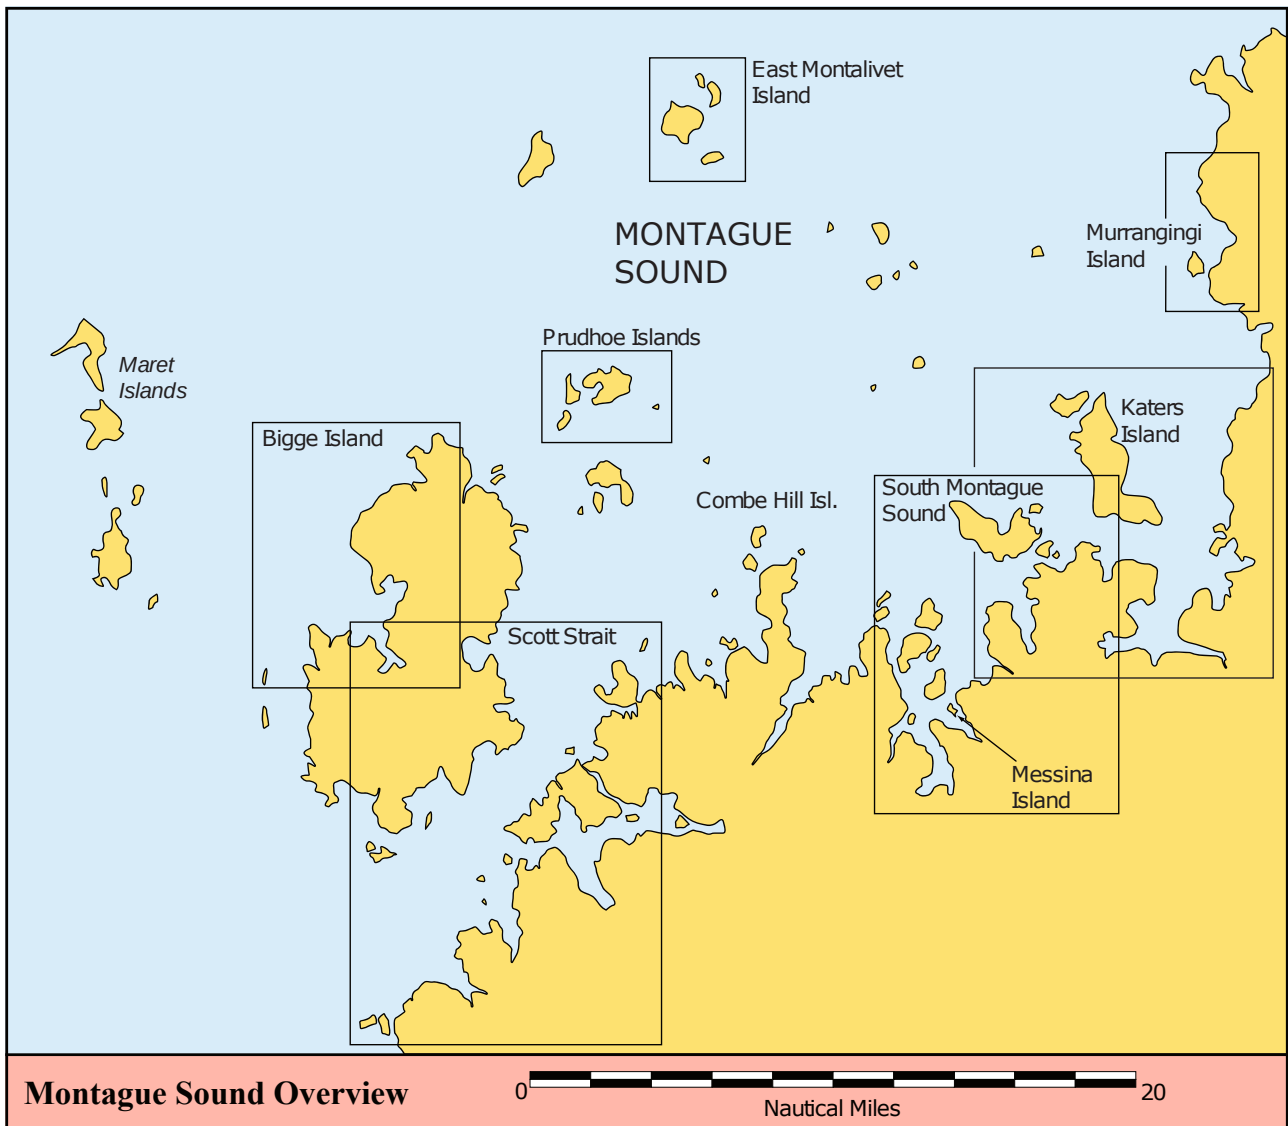 East Montalivet
Island
MONTAGUE
SOUND
Murrangingi
Island
Prudhoe Islands
Maret
Islands
Katers
Island
Bigge Island
South Montague
Sound
Combe Hill Isl.
Scott Strait
Messina
Island
Montague Sound Overview
0
20
Nautical Miles